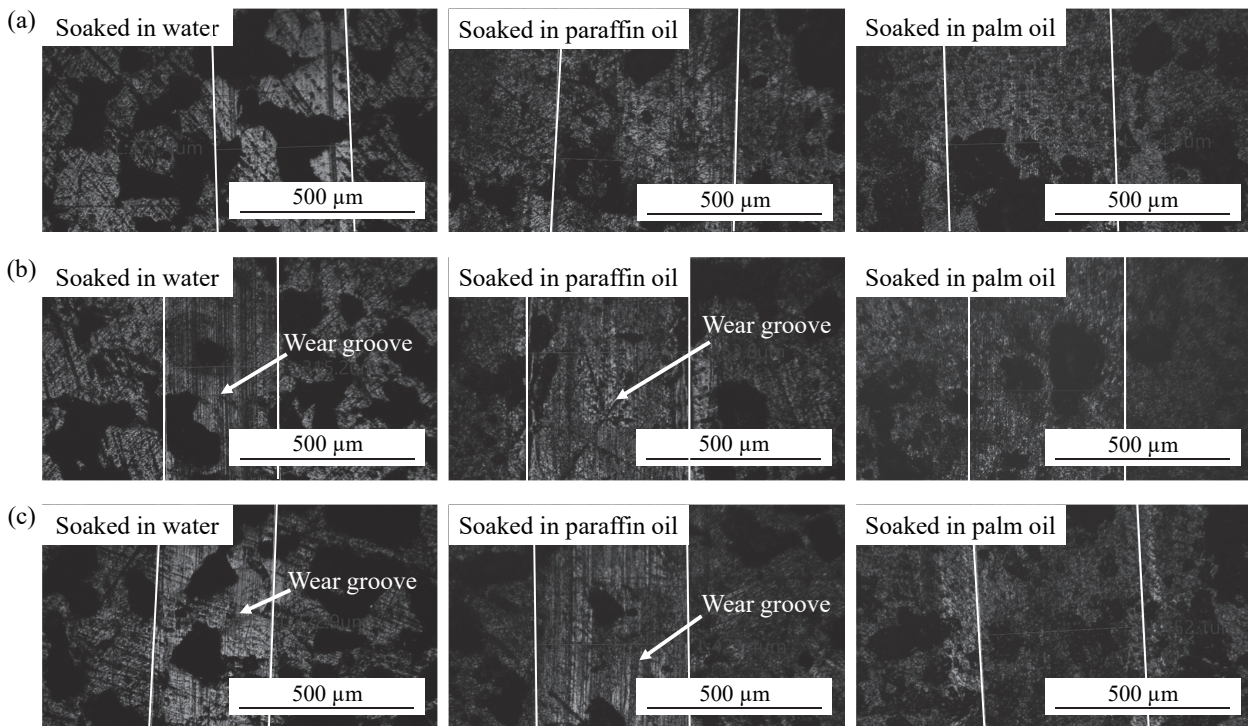 (a)
Soaked in water
Soaked in paraffin oil
Soaked in palm oil
500 µm
500 µm
500 µm
(b)
Soaked in water
Soaked in paraffin oil
Soaked in palm oil
Wear groove
Wear groove
500 µm
500 µm
500 µm
(c)
Soaked in water
Soaked in paraffin oil
Soaked in palm oil
Wear groove
Wear groove
500 µm
500 µm
500 µm